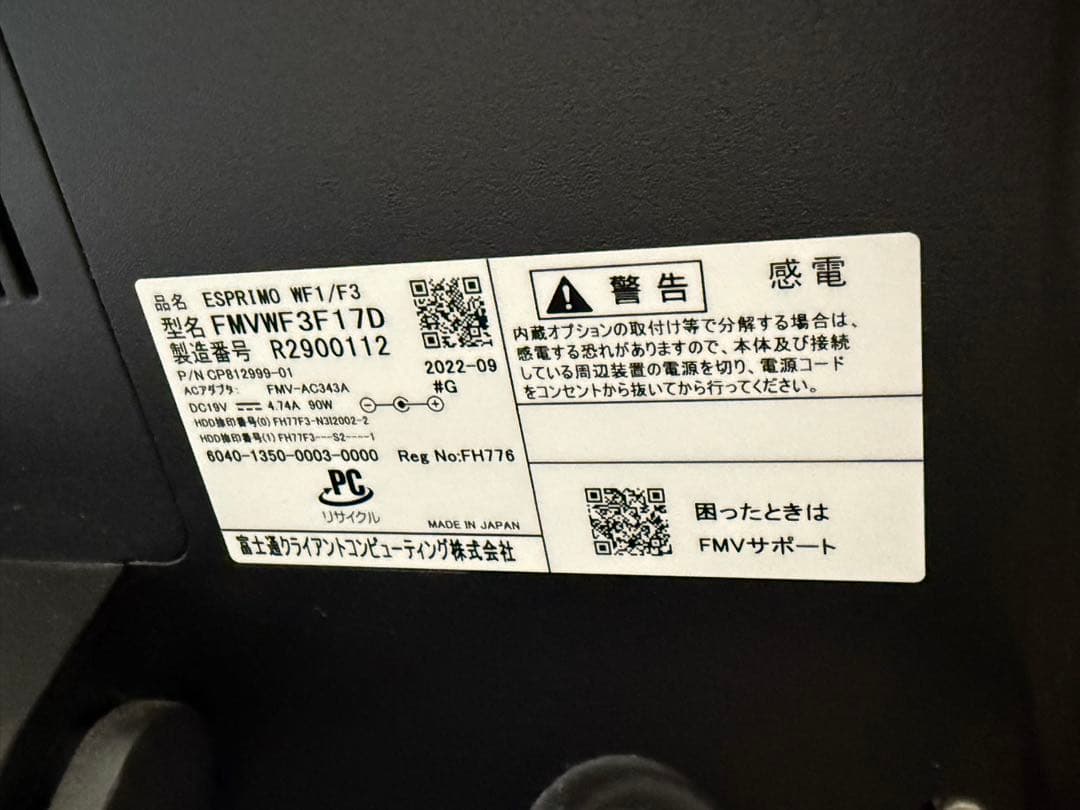 品名 ESPRIMO WF1/F3
型名 FMVWF3F17D
製造番号 R2900112
2022-09
P/N CP812999-01
#G
ACアダプタ: FMV-AC343A
DC19V 4.74A 90W
HDD捺印番号(0) FH77F3-N3I2002-2
HDD捺印番号(1) FH77F3---S2----1
6040-1350-0003-0000 Reg No:FH776
PC
リサイクル
MADE IN JAPAN
富士通クライアントコンピューティング株式会社
警告 感電
内蔵オプションの取付け等で分解する場合は、
感電する恐れがありますので、本体及び接続
している周辺装置の電源を切り、電源コード
をコンセントから抜いてから行ってください。
困ったときは
FMVサポート